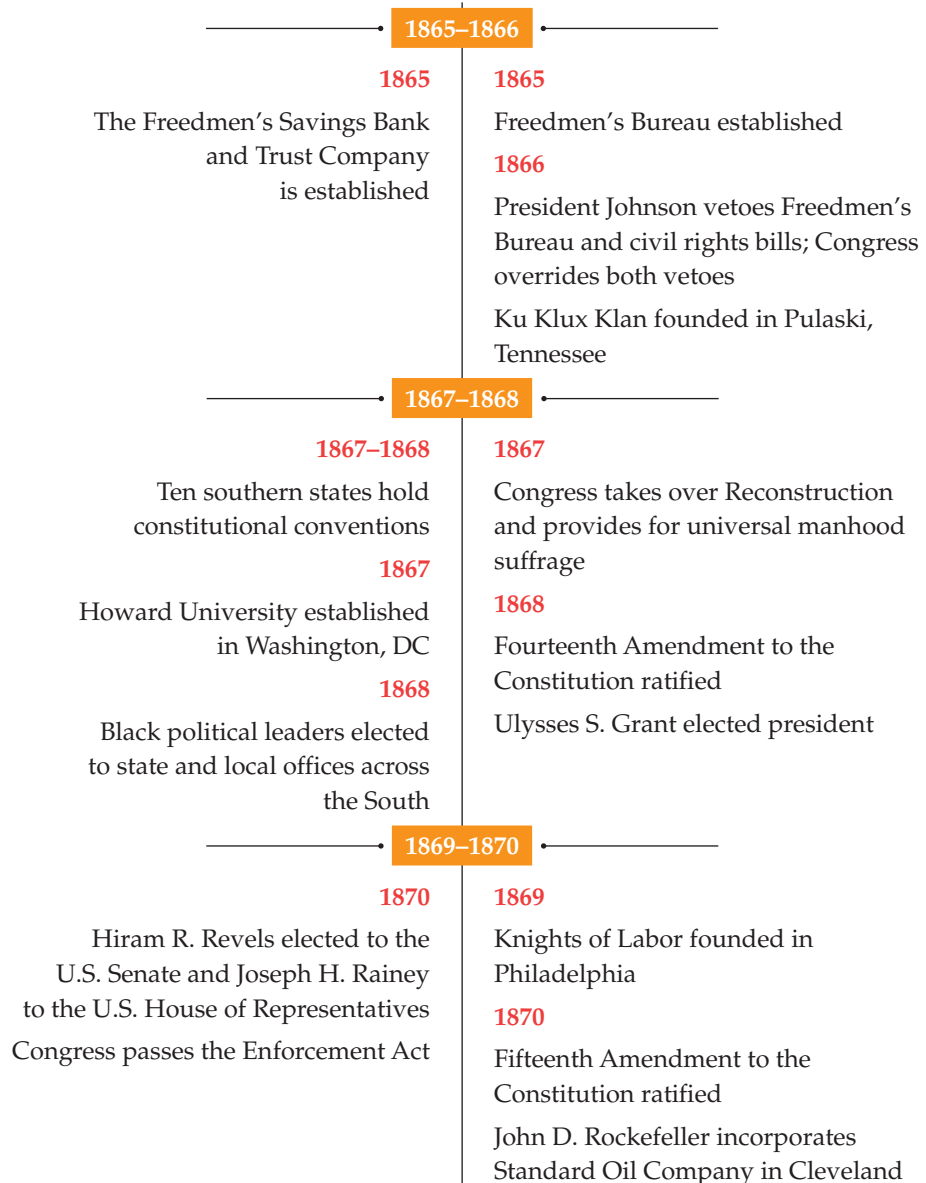 1865–1866
1865
The Freedmen’s Savings Bank
and Trust Company
is established
1865
Freedmen’s Bureau established
1866
President Johnson vetoes Freedmen’s
Bureau and civil rights bills; Congress
overrides both vetoes
Ku Klux Klan founded in Pulaski,
Tennessee
1867–1868
1867–1868
Ten southern states hold
constitutional conventions
1867
Howard University established
in Washington, DC
1868
Black political leaders elected
to state and local offices across
the South
1867
Congress takes over Reconstruction
and provides for universal manhood
suffrage
1868
Fourteenth Amendment to the
Constitution ratified
Ulysses S. Grant elected president
1869–1870
1870
Hiram R. Revels elected to the
U.S. Senate and Joseph H. Rainey
to the U.S. House of Representatives
Congress passes the Enforcement Act
1869
Knights of Labor founded in
Philadelphia
1870
Fifteenth Amendment to the
Constitution ratified
John D. Rockefeller incorporates
Standard Oil Company in Cleveland